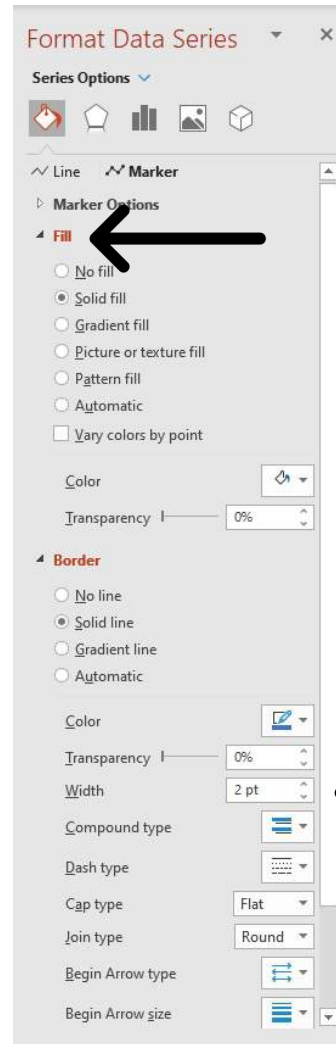 Format Data Series
Series Options
Line Marker
Marker Options
Fill
No fill
Solid fill
Gradient fill
Picture or texture fill
Pattern fill
Automatic
Vary colors by point
Color
Transparency 0%
Border
No line
Solid line
Gradient line
Automatic
Color
Transparency 0%
Width 2 pt
Compound type
Dash type
Cap type Flat
Join type Round
Begin Arrow type
Begin Arrow size